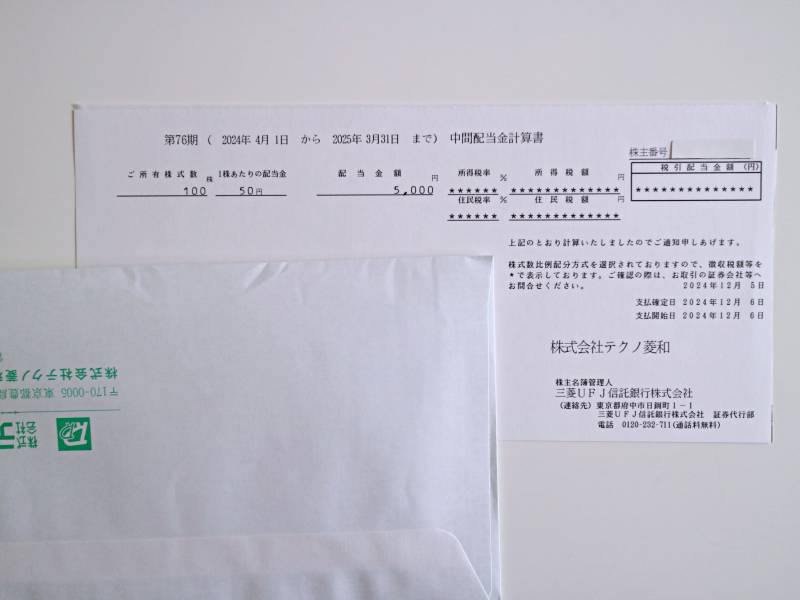 第76期 ( 2024年 4月 1日 から 2025年 3月31日 まで) 中間配当金計算書
株主番号
ご所有株式数 株 1株あたりの配当金 配当金額 円 所得税率 % 所得税額 円 税引配当金額 (円)
100 50円 5,000 ****** ************** **************
住民税率 % 住民税額 円
****** **************
上記のとおり計算いたしましたのでご通知申しあげます。
株式数比例配分方式を選択されておりますので、徴収税額等を
*で表示しております。ご確認の際は、お取引の証券会社等へ
お問合せください。 2024年12月 5日
支払確定日 2024年12月 6日
支払開始日 2024年12月 6日
株式会社テクノ菱和
株主名簿管理人
三菱UFJ信託銀行株式会社
(連絡先) 東京都府中市日鋼町1-1
三菱UFJ信託銀行株式会社 証券代行部
電話 0120-232-711(通話料無料)
株式会社
〒170-0005 東京都豊島
株式会社テクノ菱